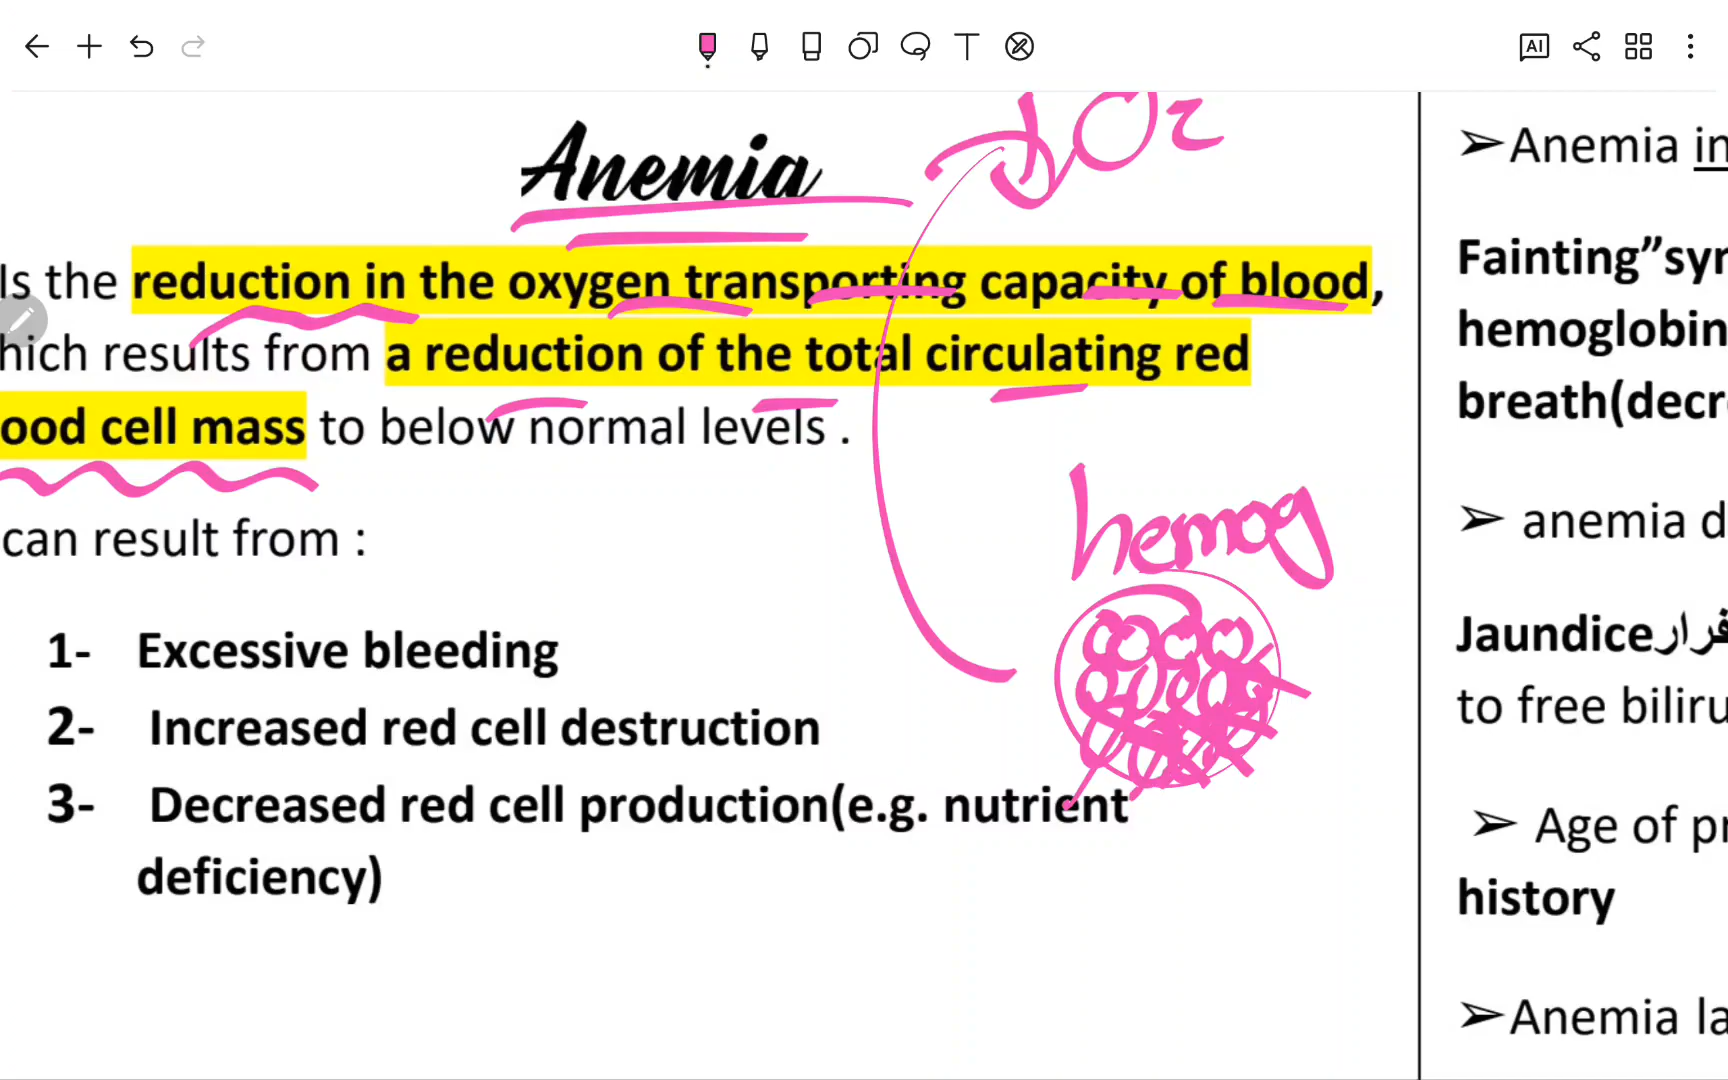 AI
↓O₂
Anemia
Is the reduction in the oxygen transporting capacity of blood,
hich results from a reduction of the total circulating red
ood cell mass to below normal levels .
can result from :
hemog
1- Excessive bleeding
2- Increased red cell destruction
3- Decreased red cell production(e.g. nutrient
deficiency)
➢Anemia in
Fainting”syn
hemoglobin
breath(decre
➢ anemia d
Jaundice
to free biliru
➢ Age of pr
history
➢Anemia la